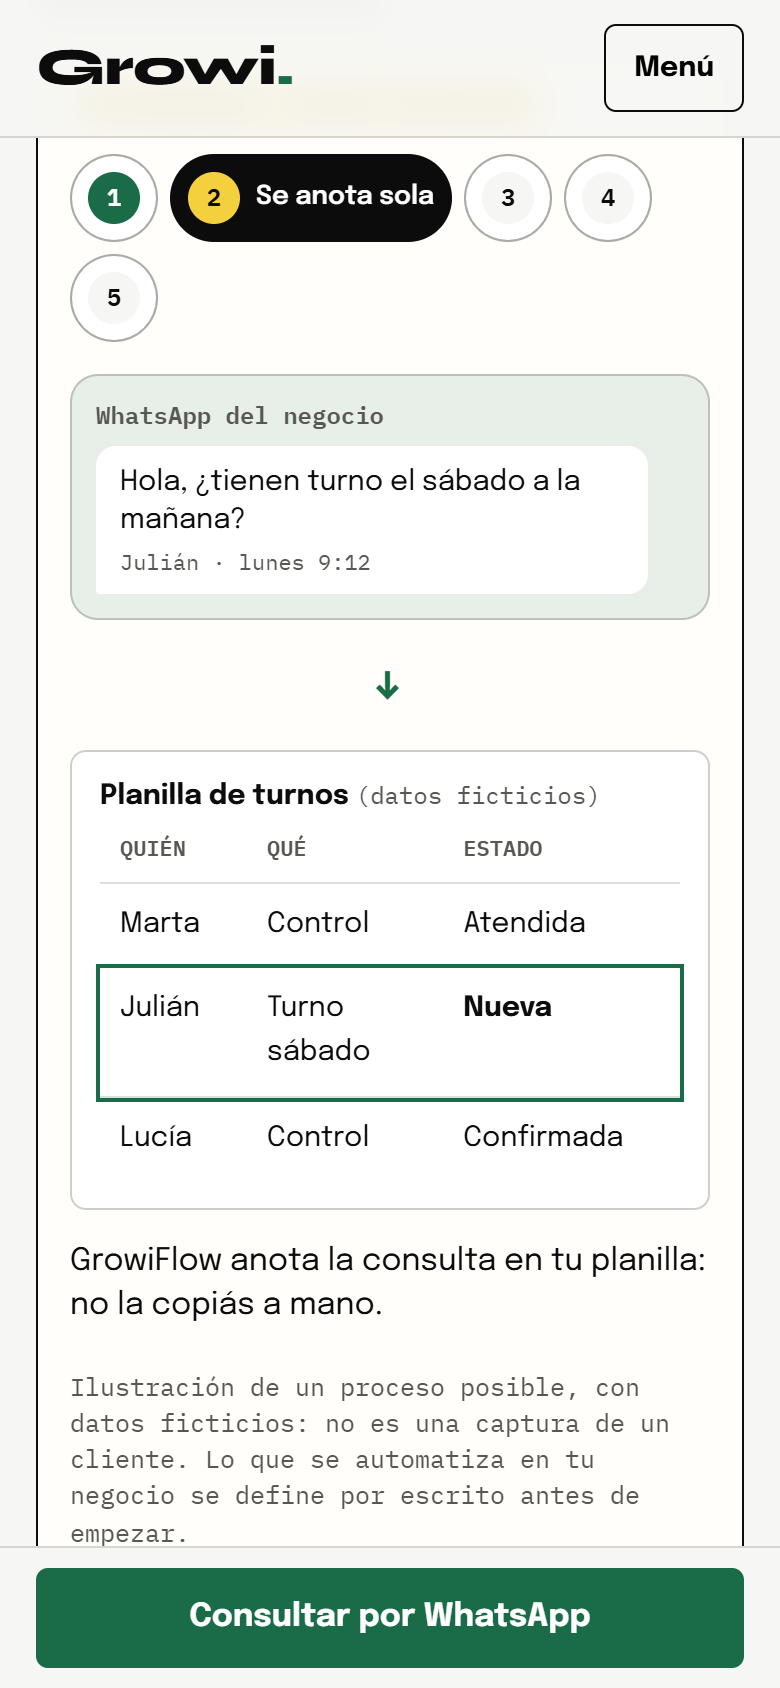 Growi.
Menú
1
2 Se anota sola
3
4
5
WhatsApp del negocio
Hola, ¿tienen turno el sábado a la
mañana?
Julián · lunes 9:12
↓
Planilla de turnos (datos ficticios)
QUIÉN QUÉ ESTADO
Marta Control Atendida
Julián Turno sábado Nueva
Lucía Control Confirmada
GrowiFlow anota la consulta en tu planilla:
no la copiás a mano.
Ilustración de un proceso posible, con
datos ficticios: no es una captura de un
cliente. Lo que se automatiza en tu
negocio se define por escrito antes de
empezar.
Consultar por WhatsApp